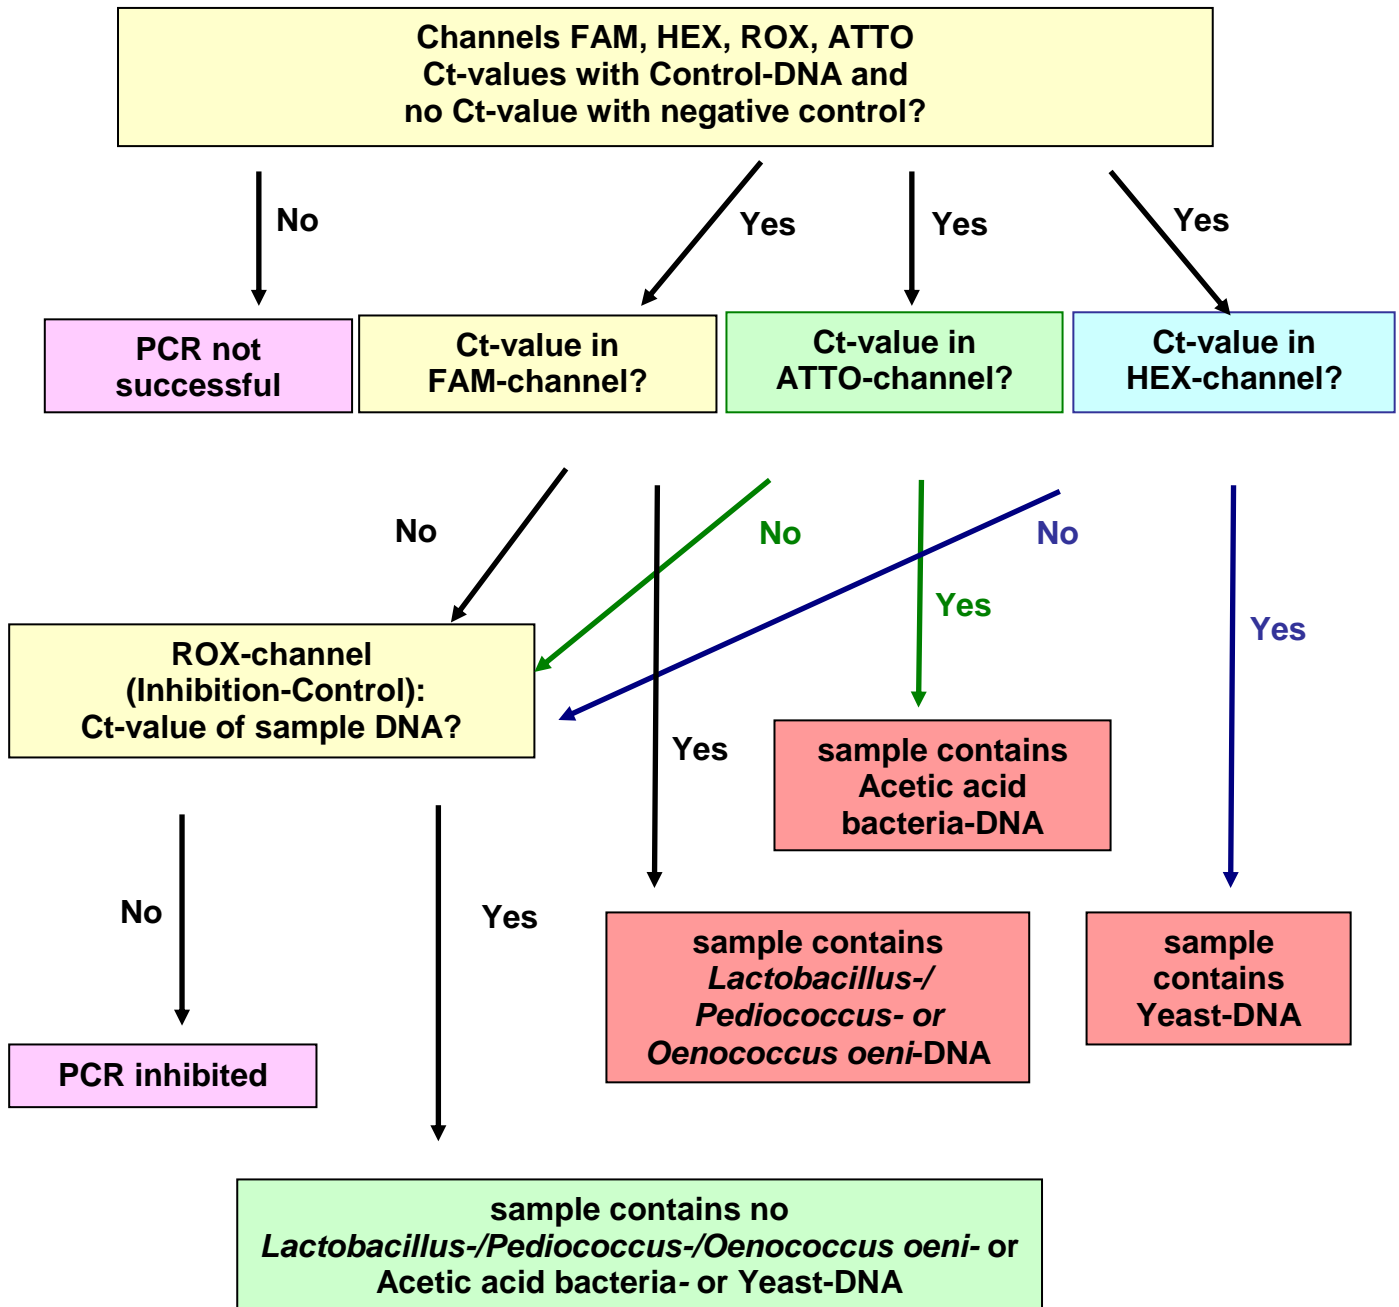 Channels FAM, HEX, ROX, ATTO
Ct-values with Control-DNA and
no Ct-value with negative control?
No
Yes
Yes
Yes
PCR not
successful
Ct-value in
FAM-channel?
Ct-value in
ATTO-channel?
Ct-value in
HEX-channel?
No
No
No
Yes
Yes
ROX-channel
(Inhibition-Control):
Ct-value of sample DNA?
Yes
sample contains
Acetic acid
bacteria-DNA
No
Yes
sample contains
Lactobacillus-/
Pediococcus- or
Oenococcus oeni-DNA
sample
contains
Yeast-DNA
PCR inhibited
sample contains no
Lactobacillus-/Pediococcus-/Oenococcus oeni- or
Acetic acid bacteria- or Yeast-DNA